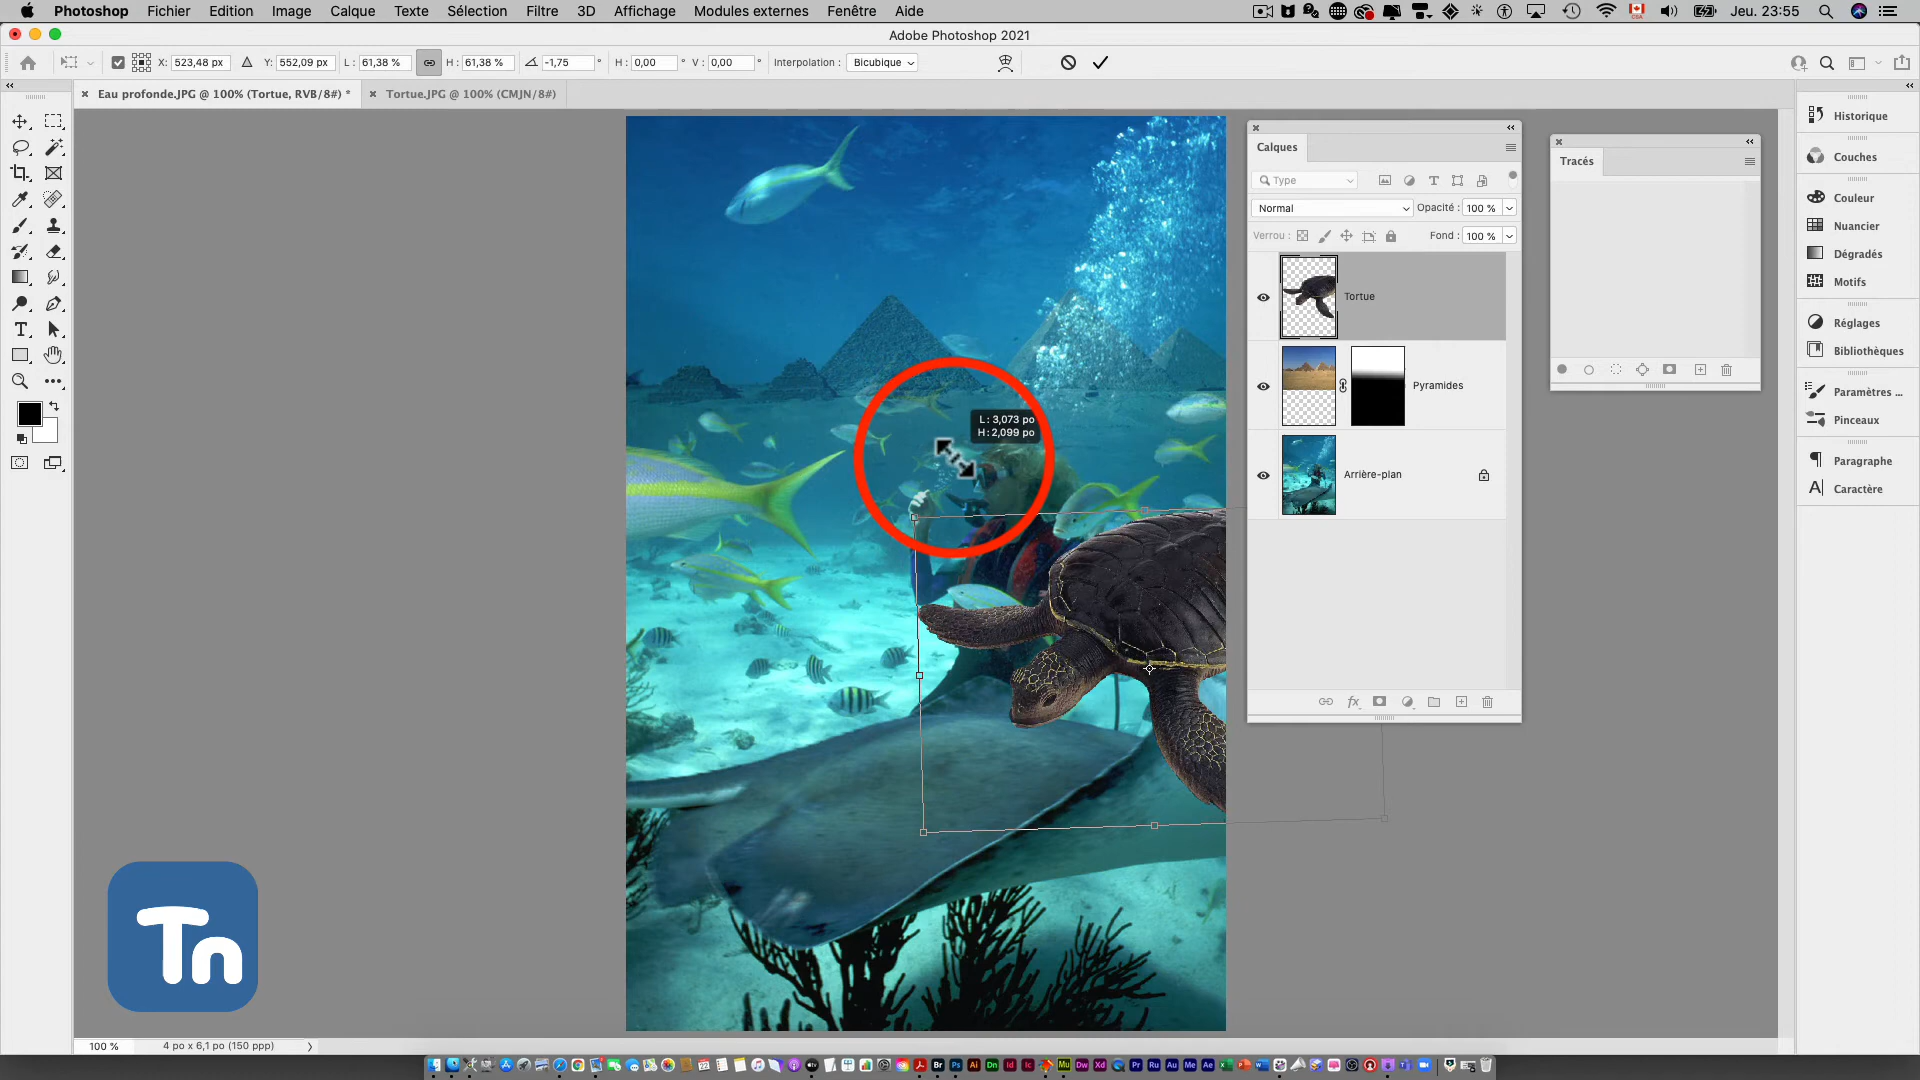 Photoshop Fichier Edition Image Calque Texte Sélection Filtre 3D Affichage Modules externes Fenêtre Aide Jeu. 23:55
Adobe Photoshop 2021
X: 523,48 px Y: 552,09 px L : 61,38 % H : 61,38 % -1,75 ° H : 0,00 ° V : 0,00 ° Interpolation : Bicubique
Eau profonde.JPG @ 100% (Tortue, RVB/8#) * Tortue.JPG @ 100% (CMJN/8#)
Calques
Type
Normal Opacité : 100 %
Verrou : Fond : 100 %
Tortue
Pyramides
Arrière-plan
Tracés
Historique
Couches
Couleur
Nuancier
Dégradés
Motifs
Réglages
Bibliothèques
Paramètres ...
Pinceaux
Paragraphe
Caractère
L : 3,073 po
H : 2,099 po
Tn
100 % 4 po x 6,1 po (150 ppp)